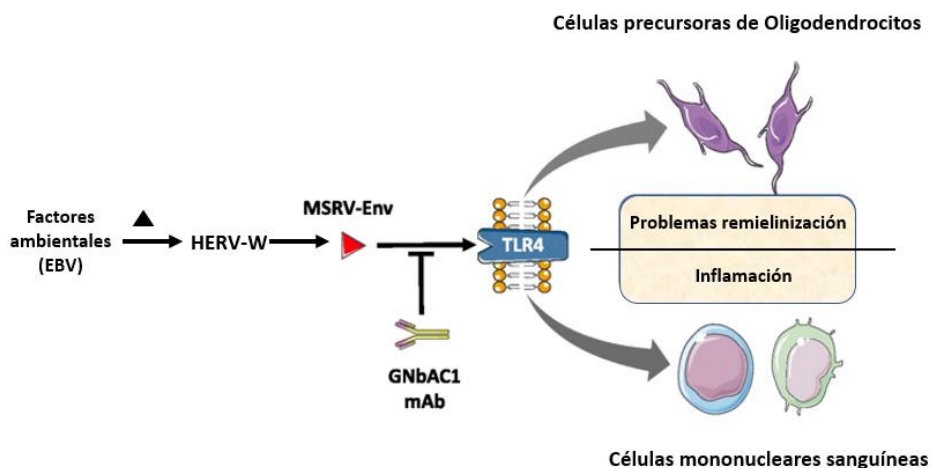 Células precursoras de Oligodendrocitos
Factores
ambientales
(EBV)
HERV-W
MSRV-Env
TLR4
GNbAC1
mAb
Problemas remielinización
Inflamación
Células mononucleares sanguíneas